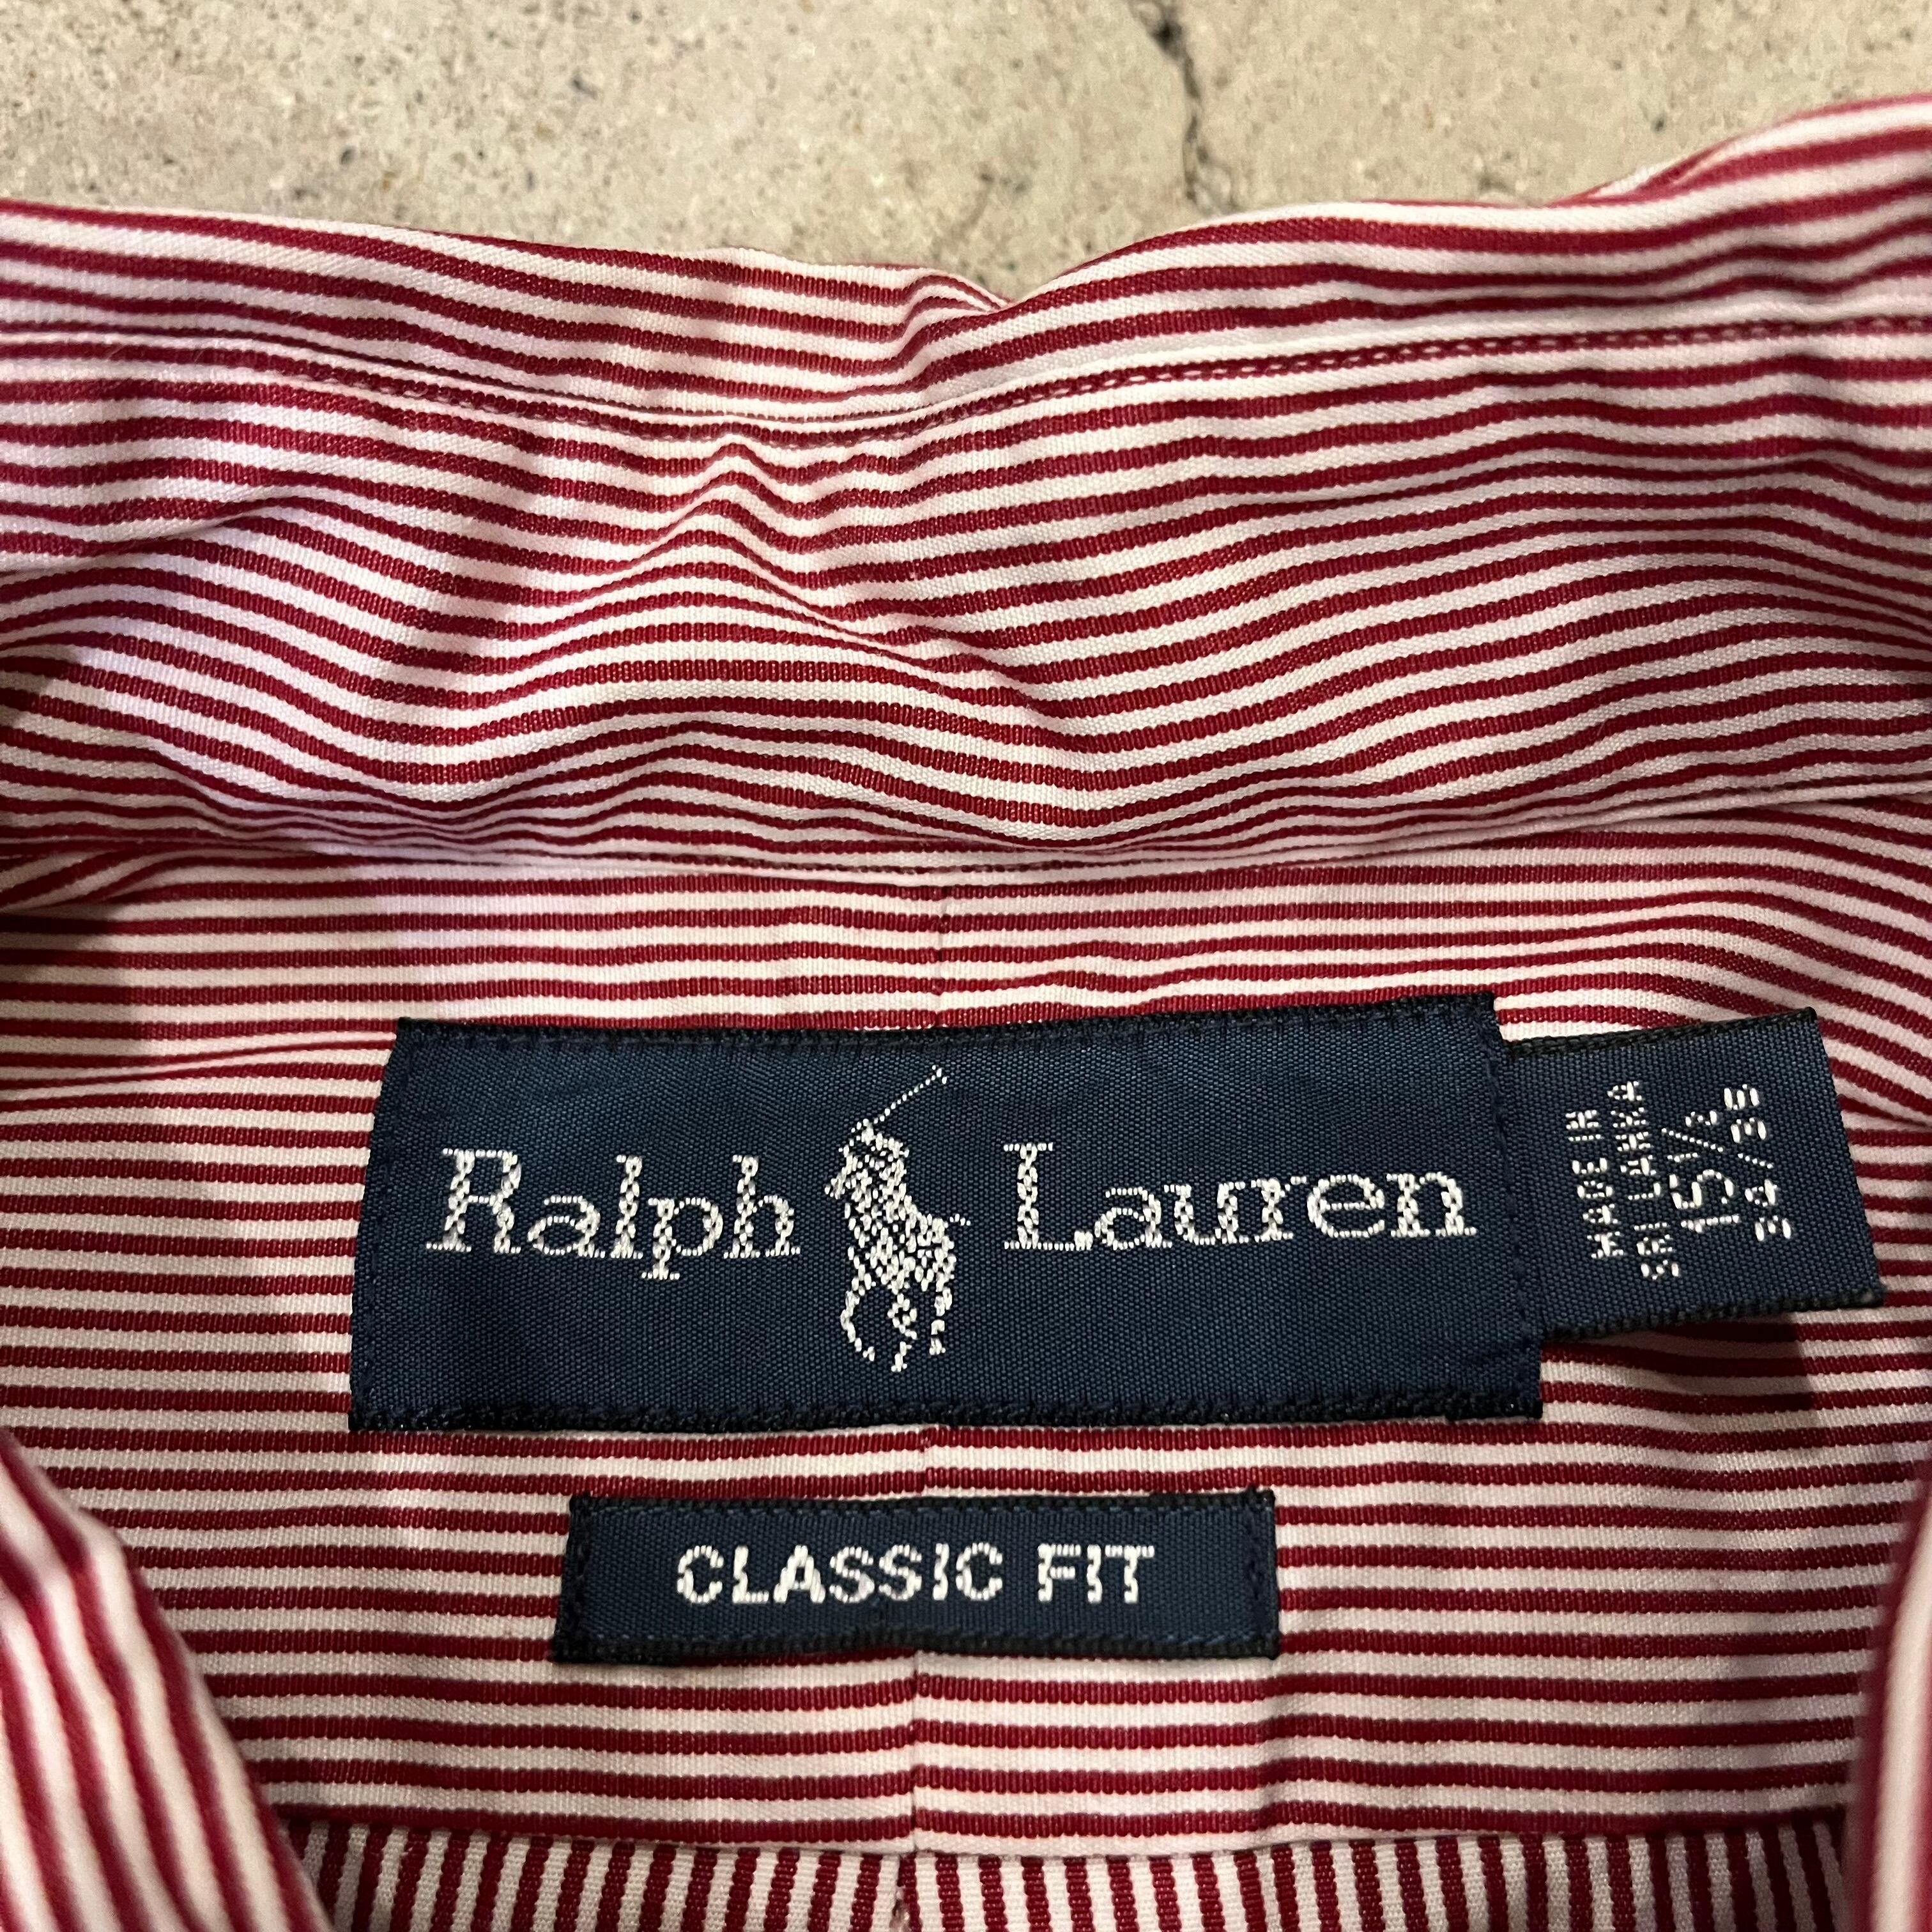 Ralph Lauren
MADE IN
SRI LANKA
15 1/2
34/35
CLASSIC FIT